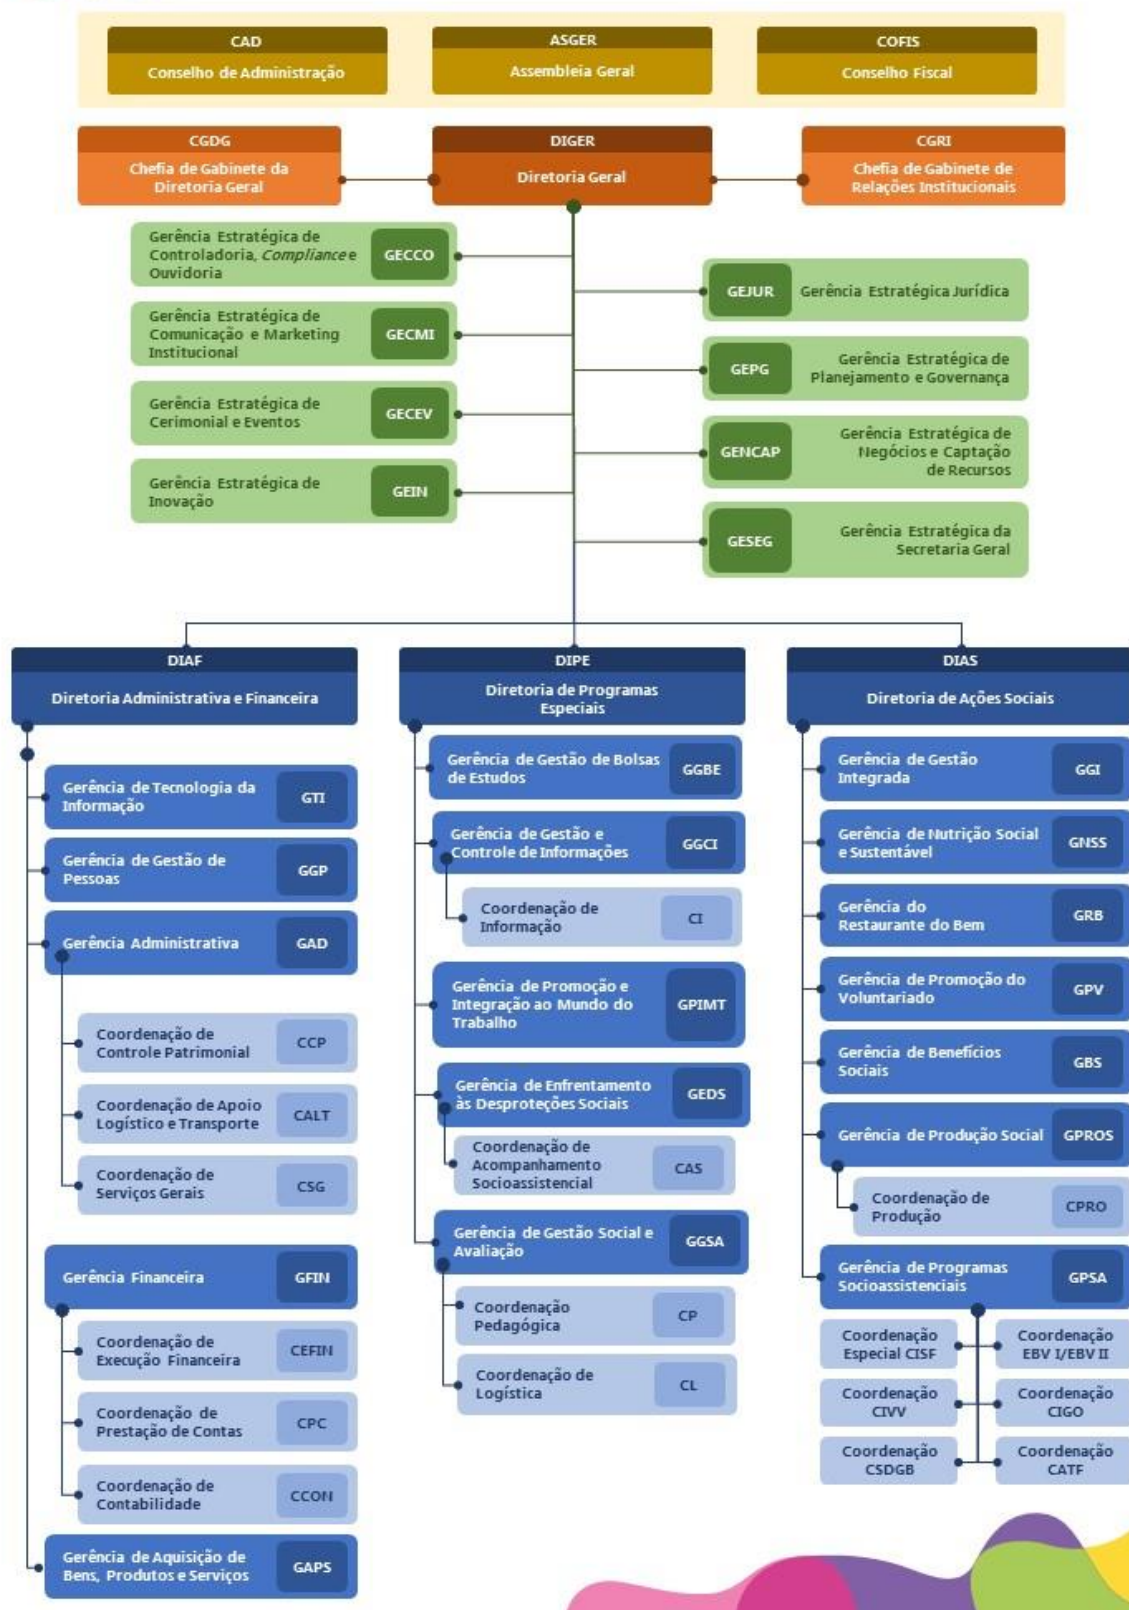 CAD
Conselho de Administração
ASGER
Assembleia Geral
COFIS
Conselho Fiscal
CGDG
Chefia de Gabinete da
Diretoria Geral
DIGER
Diretoria Geral
CGRI
Chefia de Gabinete de
Relações Institucionais
Gerência Estratégica de
Controladoria, Compliance e
Ouvidoria
GECCO
Gerência Estratégica de
Comunicação e Marketing
Institucional
GECMI
Gerência Estratégica de
Cerimonial e Eventos
GECEV
Gerência Estratégica de
Inovação
GEIN
GEJUR
Gerência Estratégica Jurídica
GEPG
Gerência Estratégica de
Planejamento e Governança
GENCAP
Gerência Estratégica de
Negócios e Captação
de Recursos
GESEG
Gerência Estratégica da
Secretaria Geral
DIAF
Diretoria Administrativa e Financeira
Gerência de Tecnologia da
Informação
GTI
Gerência de Gestão de
Pessoas
GGP
Gerência Administrativa
GAD
Coordenação de
Controle Patrimonial
CCP
Coordenação de Apoio
Logístico e Transporte
CALT
Coordenação de
Serviços Gerais
CSG
Gerência Financeira
GFIN
Coordenação de
Execução Financeira
CEFIN
Coordenação de
Prestação de Contas
CPC
Coordenação de
Contabilidade
CCON
Gerência de Aquisição de
Bens, Produtos e Serviços
GAPS
DIPE
Diretoria de Programas
Especiais
Gerência de Gestão de Bolsas
de Estudos
GGBE
Gerência de Gestão e
Controle de Informações
GGCI
Coordenação de
Informação
CI
Gerência de Promoção e
Integração ao Mundo do
Trabalho
GPIMT
Gerência de Enfrentamento
às Desproteções Sociais
GEDS
Coordenação de
Acompanhamento
Socioassistencial
CAS
Gerência de Gestão Social e
Avaliação
GGSA
Coordenação
Pedagógica
CP
Coordenação de
Logística
CL
DIAS
Diretoria de Ações Sociais
Gerência de Gestão
Integrada
GGI
Gerência de Nutrição Social
e Sustentável
GNSS
Gerência do
Restaurante do Bem
GRB
Gerência de Promoção do
Voluntariado
GPV
Gerência de Benefícios
Sociais
GBS
Gerência de Produção Social
GPROS
Coordenação de
Produção
CPRO
Gerência de Programas
Socioassistenciais
GPSA
Coordenação
Especial CISF
Coordenação
EBV I/EBV II
Coordenação
CIVV
Coordenação
CIGO
Coordenação
CSDGB
Coordenação
CATF